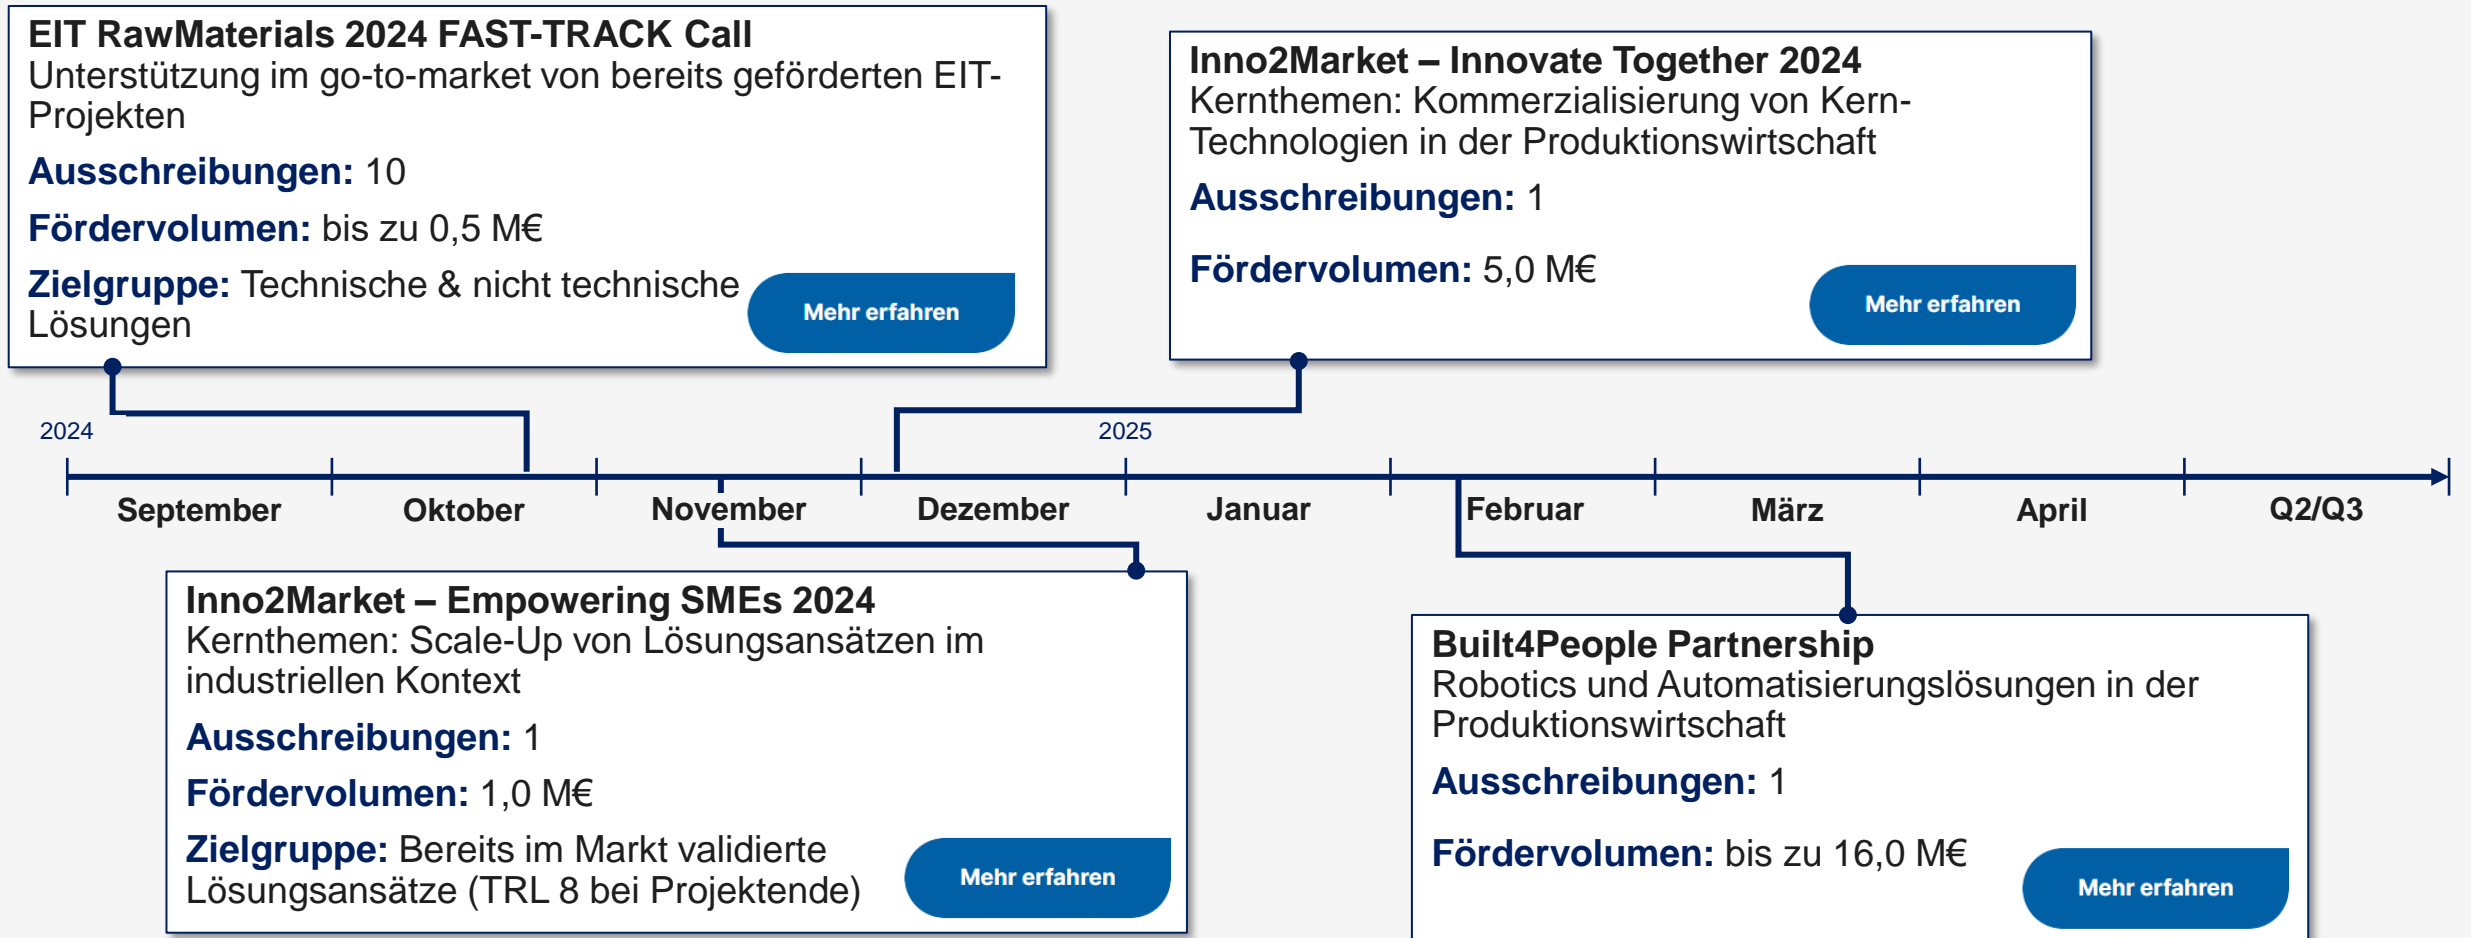 EIT RawMaterials 2024 FAST-TRACK Call
Unterstützung im go-to-market von bereits geförderten EIT-
Projekten
Ausschreibungen: 10
Fördervolumen: bis zu 0,5 M€
Zielgruppe: Technische & nicht technische
Lösungen
Mehr erfahren
Inno2Market – Innovate Together 2024
Kernthemen: Kommerzialisierung von Kern-
Technologien in der Produktionswirtschaft
Ausschreibungen: 1
Fördervolumen: 5,0 M€
Mehr erfahren
2024
2025
September
Oktober
November
Dezember
Januar
Februar
März
April
Q2/Q3
Inno2Market – Empowering SMEs 2024
Kernthemen: Scale-Up von Lösungsansätzen im
industriellen Kontext
Ausschreibungen: 1
Fördervolumen: 1,0 M€
Zielgruppe: Bereits im Markt validierte
Lösungsansätze (TRL 8 bei Projektende)
Mehr erfahren
Built4People Partnership
Robotics und Automatisierungslösungen in der
Produktionswirtschaft
Ausschreibungen: 1
Fördervolumen: bis zu 16,0 M€
Mehr erfahren